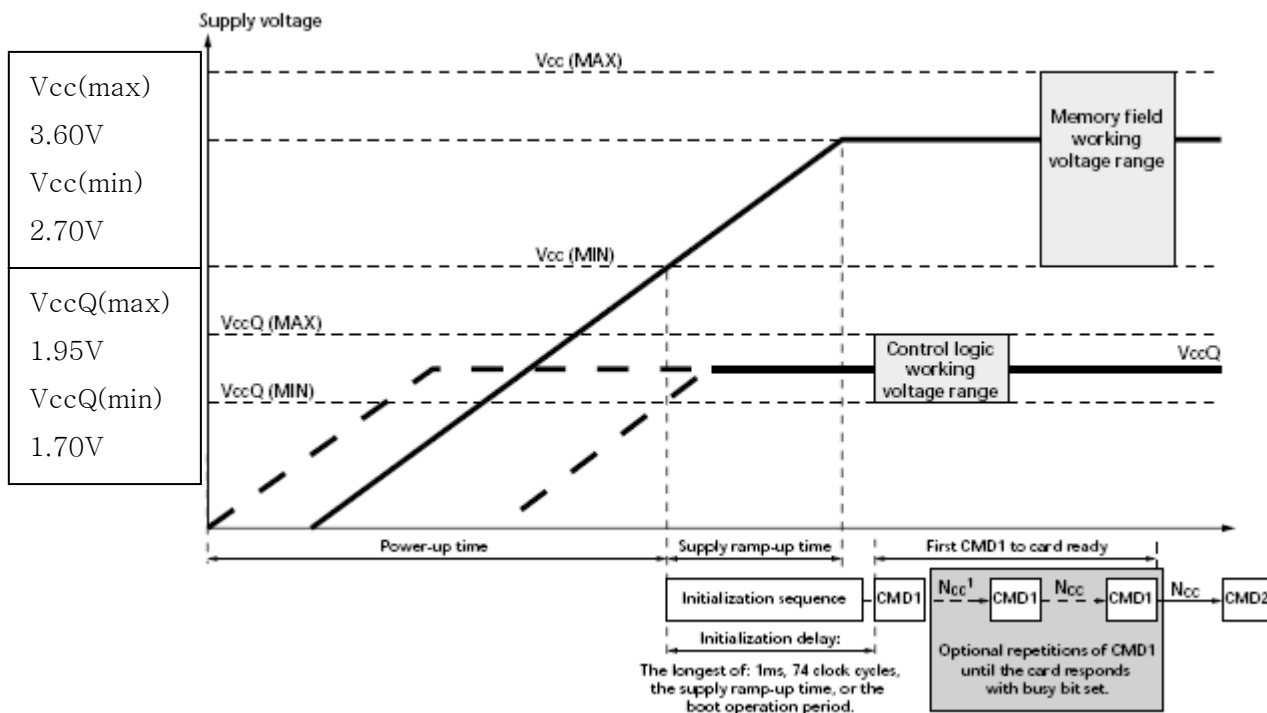 Supply voltage
Vcc(max)
3.60V
Vcc(min)
2.70V
VccQ(max)
1.95V
VccQ(min)
1.70V
Vcc (MAX)
Memory field
working
voltage range
Vcc (MIN)
VccQ (MAX)
Control logic
working
voltage range
VccQ
VccQ (MIN)
Power-up time
Supply ramp-up time
First CMD1 to card ready
Initialization sequence
CMD1
Ncc¹
CMD1
Ncc
CMD1
Ncc
CMD2
Initialization delay:
The longest of: 1ms, 74 clock cycles,
the supply ramp-up time, or the
boot operation period.
Optional repetitions of CMD1
until the card responds
with busy bit set.